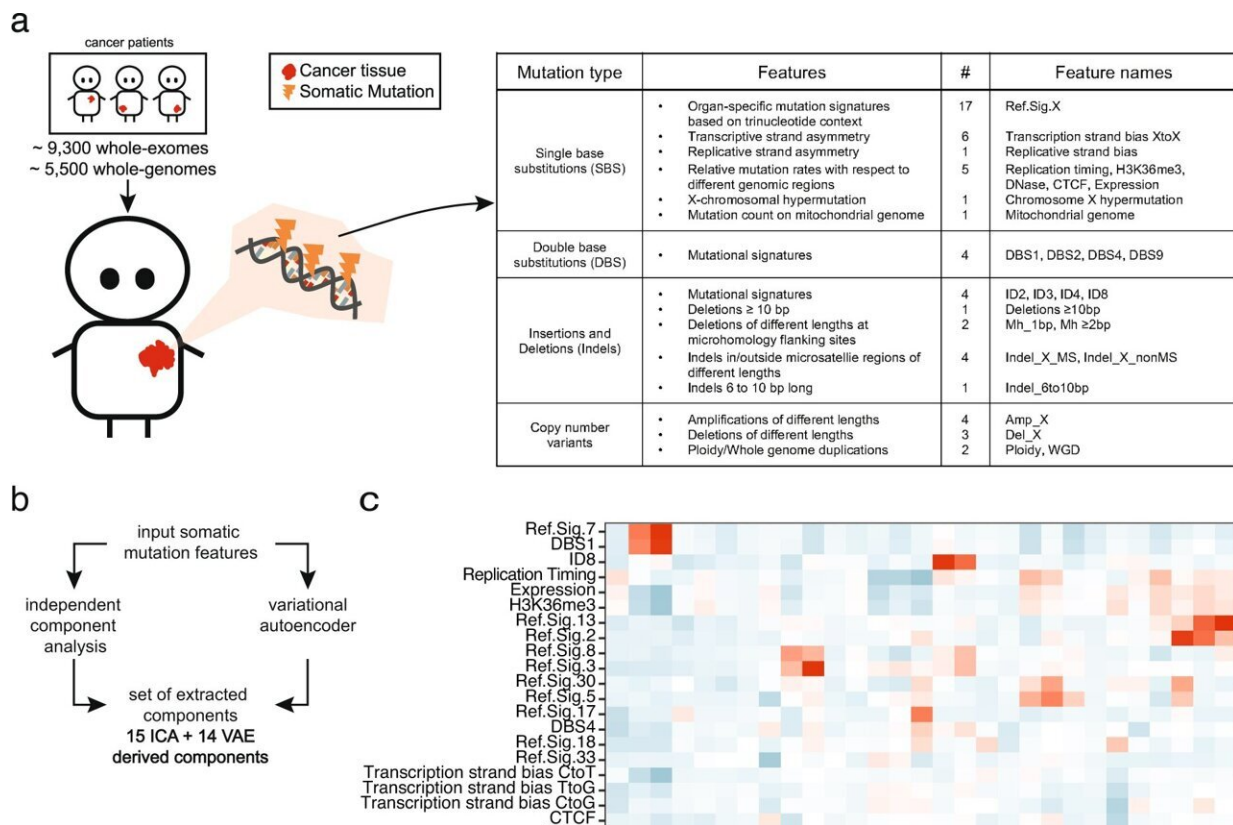 a
cancer patients
~ 9,300 whole-exomes
~ 5,500 whole-genomes
Cancer tissue
Somatic Mutation
Mutation type Features # Feature names
Single base substitutions (SBS)
• Organ-specific mutation signatures based on trinucleotide context 17 Ref.Sig.X
• Transcriptive strand asymmetry 6 Transcription strand bias XtoX
• Replicative strand asymmetry 1 Replicative strand bias
• Relative mutation rates with respect to different genomic regions 5 Replication timing, H3K36me3, DNase, CTCF, Expression
• X-chromosomal hypermutation 1 Chromosome X hypermutation
• Mutation count on mitochondrial genome 1 Mitochondrial genome
Double base substitutions (DBS)
• Mutational signatures 4 DBS1, DBS2, DBS4, DBS9
Insertions and Deletions (Indels)
• Mutational signatures 4 ID2, ID3, ID4, ID8
• Deletions ≥ 10 bp 1 Deletions ≥10bp
• Deletions of different lengths at microhomology flanking sites 2 Mh_1bp, Mh ≥2bp
• Indels in/outside microsatellie regions of different lengths 4 Indel_X_MS, Indel_X_nonMS
• Indels 6 to 10 bp long 1 Indel_6to10bp
Copy number variants
• Amplifications of different lengths 4 Amp_X
• Deletions of different lengths 3 Del_X
• Ploidy/Whole genome duplications 2 Ploidy, WGD
b
input somatic
mutation features
independent
component
analysis
variational
autoencoder
set of extracted
components
15 ICA + 14 VAE
derived components
c
Ref.Sig.7
DBS1
ID8
Replication Timing
Expression
H3K36me3
Ref.Sig.13
Ref.Sig.2
Ref.Sig.8
Ref.Sig.3
Ref.Sig.30
Ref.Sig.5
Ref.Sig.17
DBS4
Ref.Sig.18
Ref.Sig.33
Transcription strand bias CtoT
Transcription strand bias TtoG
Transcription strand bias CtoG
CTCF